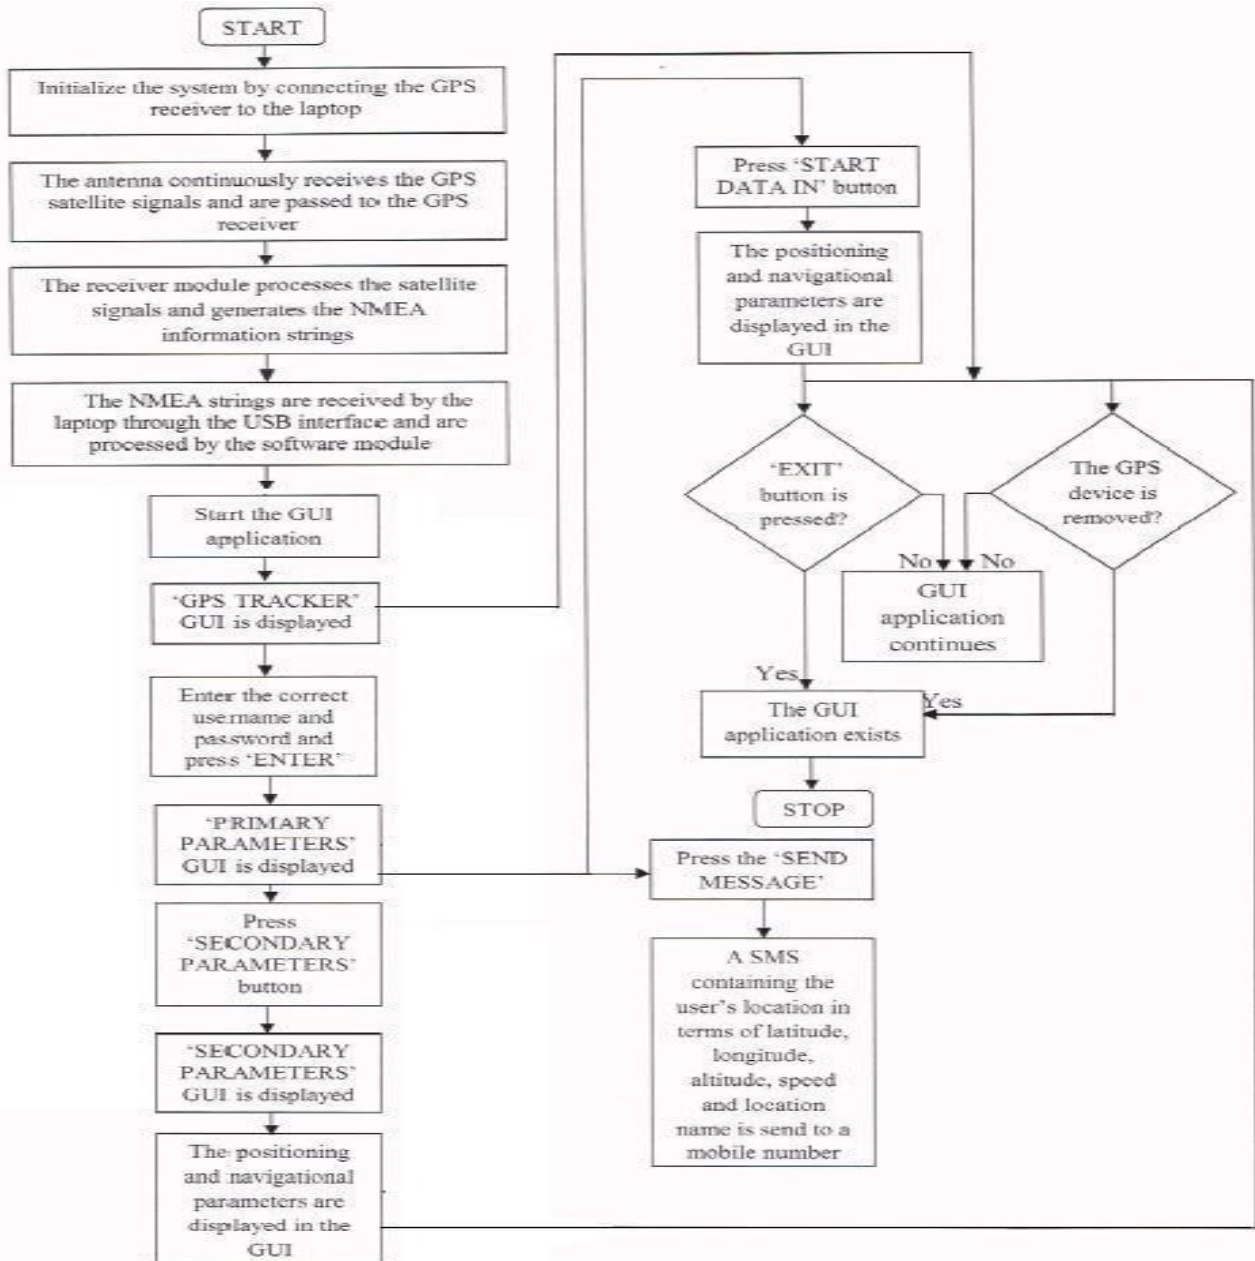 START
Initialize the system by connecting the GPS
receiver to the laptop
The antenna continuously receives the GPS
satellite signals and are passed to the GPS
receiver
The receiver module processes the satellite
signals and generates the NMEA
information strings
The NMEA strings are received by the
laptop through the USB interface and are
processed by the software module
Start the GUI
application
‘GPS TRACKER’
GUI is displayed
Enter the correct
username and
password and
press ‘ENTER’
‘PRIMARY
PARAMETERS’
GUI is displayed
Press
‘SECONDARY
PARAMETERS’
button
‘SECONDARY
PARAMETERS’
GUI is displayed
The positioning
and navigational
parameters are
displayed in the
GUI
Press ‘START
DATA IN’ button
The positioning
and navigational
parameters are
displayed in the
GUI
‘EXIT’
button is
pressed?
The GPS
device is
removed?
No
No
GUI
application
continues
Yes
Yes
The GUI
application exists
STOP
Press the ‘SEND
MESSAGE’
A SMS
containing the
user’s location in
terms of latitude,
longitude,
altitude, speed
and location
name is send to a
mobile number